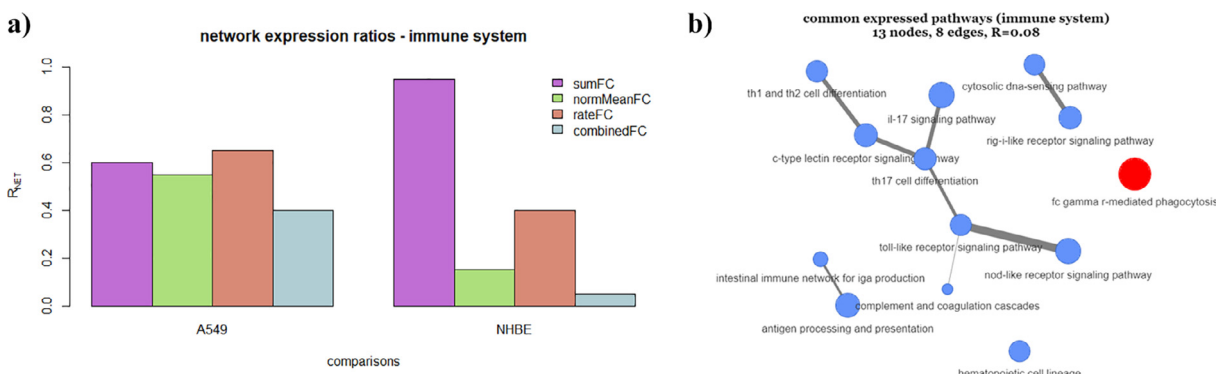 a)
network expression ratios - immune system
sumFC
normMeanFC
rateFC
combinedFC
1.0
0.8
0.6
0.4
0.2
0.0
RNET
A549
NHBE
comparisons
b)
common expressed pathways (immune system)
13 nodes, 8 edges, R=0.08
th1 and th2 cell differentiation
cytosolic dna-sensing pathway
il-17 signaling pathway
rig-i-like receptor signaling pathway
c-type lectin receptor signaling pathway
th17 cell differentiation
fc gamma r-mediated phagocytosis
toll-like receptor signaling pathway
nod-like receptor signaling pathway
intestinal immune network for iga production
complement and coagulation cascades
antigen processing and presentation
hematopoietic cell lineage